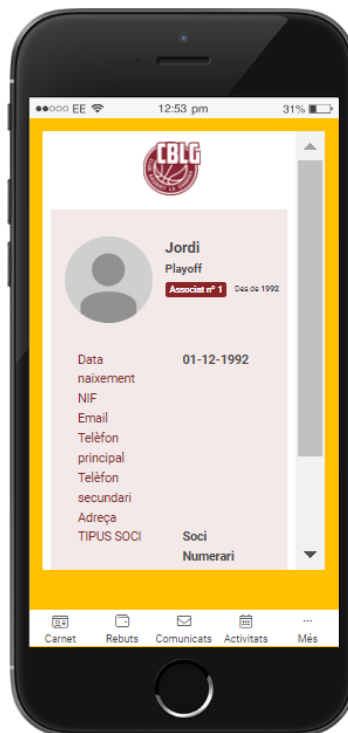 EE
12:53 pm
31%
CBLG
Jordi
Playoff
Associat nº 1
Des de 1992
Data naixement
01-12-1992
NIF
Email
Telèfon
principal
Telèfon
secundari
Adreça
TIPUS SOCI
Soci
Numerari
Carnet
Rebuts
Comunicats
Activitats
Més